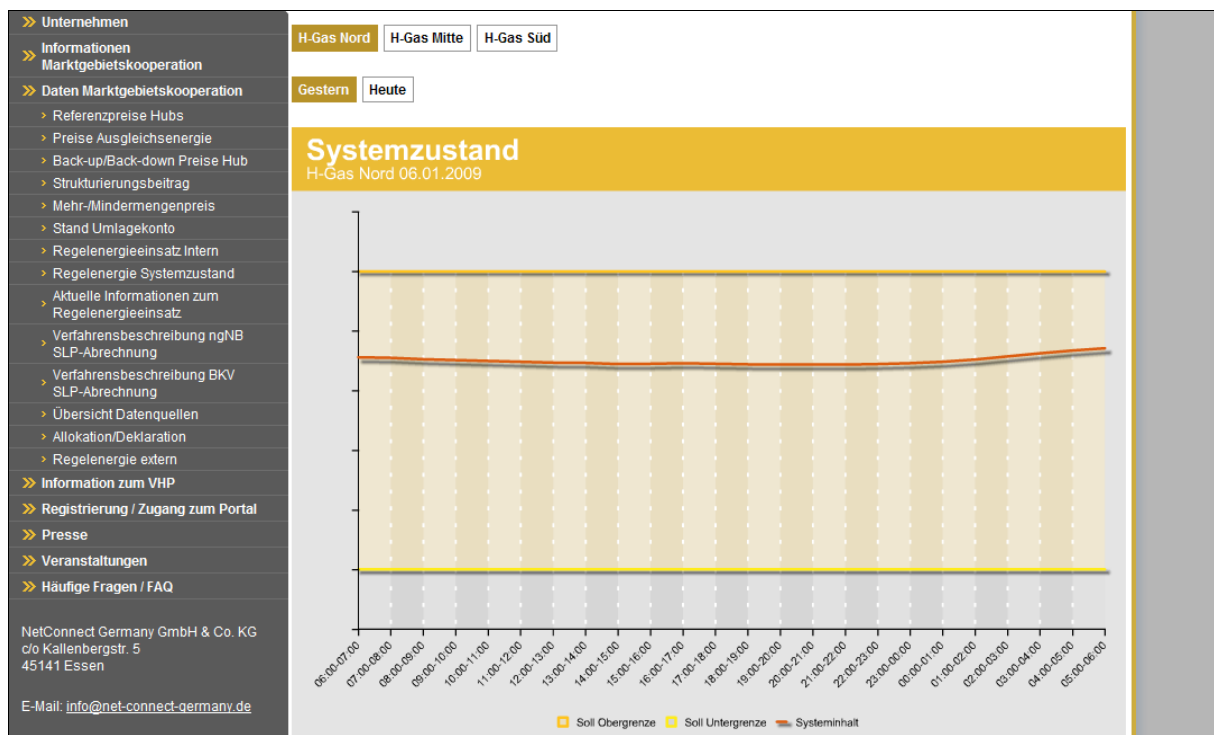 Unternehmen
Informationen
Marktgebietskooperation
Daten Marktgebietskooperation
Referenzpreise Hubs
Preise Ausgleichsenergie
Back-up/Back-down Preise Hub
Strukturierungsbeitrag
Mehr-/Mindermengenpreis
Stand Umlagekonto
Regelenergieeinsatz Intern
Regelenergie Systemzustand
Aktuelle Informationen zum
Regelenergieeinsatz
Verfahrensbeschreibung ngNB
SLP-Abrechnung
Verfahrensbeschreibung BKV
SLP-Abrechnung
Übersicht Datenquellen
Allokation/Deklaration
Regelenergie extern
Information zum VHP
Registrierung / Zugang zum Portal
Presse
Veranstaltungen
Häufige Fragen / FAQ
NetConnect Germany GmbH & Co. KG
c/o Kallenbergstr. 5
45141 Essen
E-Mail: info@net-connect-germany.de
H-Gas Nord H-Gas Mitte H-Gas Süd
Gestern Heute
Systemzustand
H-Gas Nord 06.01.2009
06:00-07:00 07:00-08:00 08:00-09:00 09:00-10:00 10:00-11:00 11:00-12:00 12:00-13:00 13:00-14:00 14:00-15:00 15:00-16:00 16:00-17:00 17:00-18:00 18:00-19:00 19:00-20:00 20:00-21:00 21:00-22:00 22:00-23:00 23:00-00:00 00:00-01:00 01:00-02:00 02:00-03:00 03:00-04:00 04:00-05:00 05:00-06:00
Soll Obergrenze Soll Untergrenze Systeminhalt